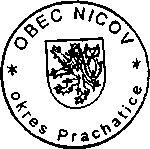 OBEC NICOV
* okres Prachatice *